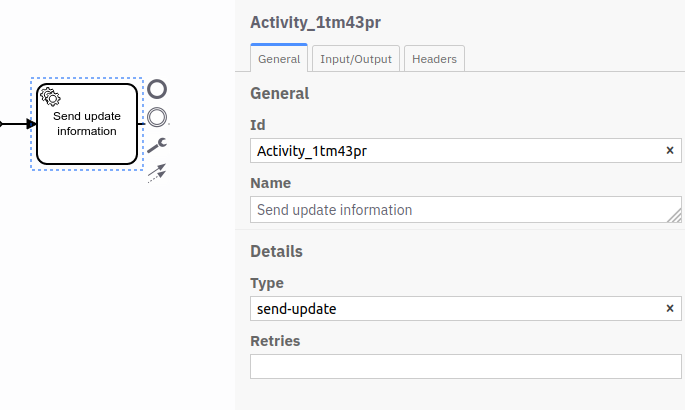 Send update
information
Activity_1tm43pr
General
Input/Output
Headers
General
Id
Activity_1tm43pr
×
Name
Send update information
Details
Type
send-update
×
Retries